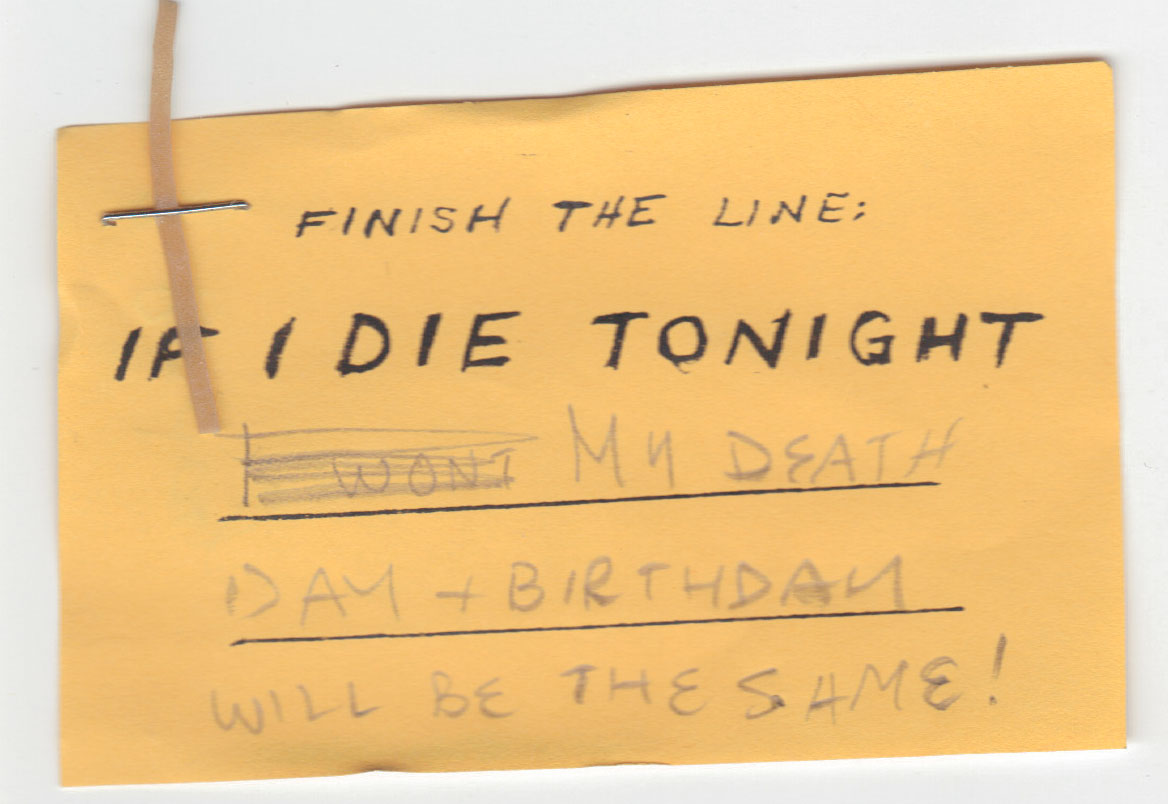 FINISH THE LINE:
IF I DIE TONIGHT
I WONT MY DEATH
DAY + BIRTHDAY
WILL BE THE SAME!